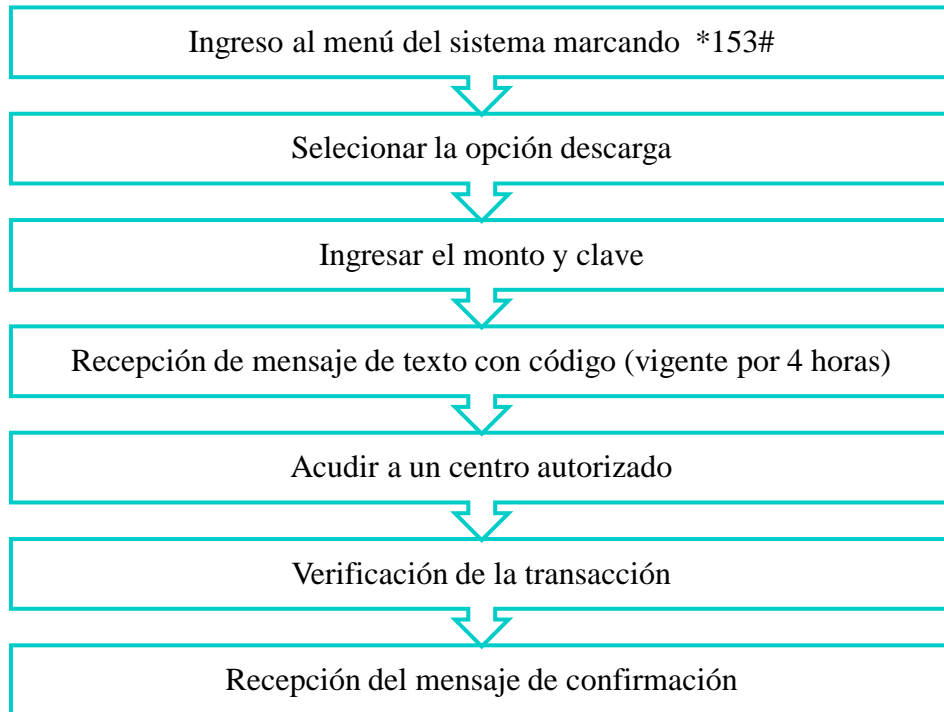 Ingreso al menú del sistema marcando *153#
Selecionar la opción descarga
Ingresar el monto y clave
Recepción de mensaje de texto con código (vigente por 4 horas)
Acudir a un centro autorizado
Verificación de la transacción
Recepción del mensaje de confirmación